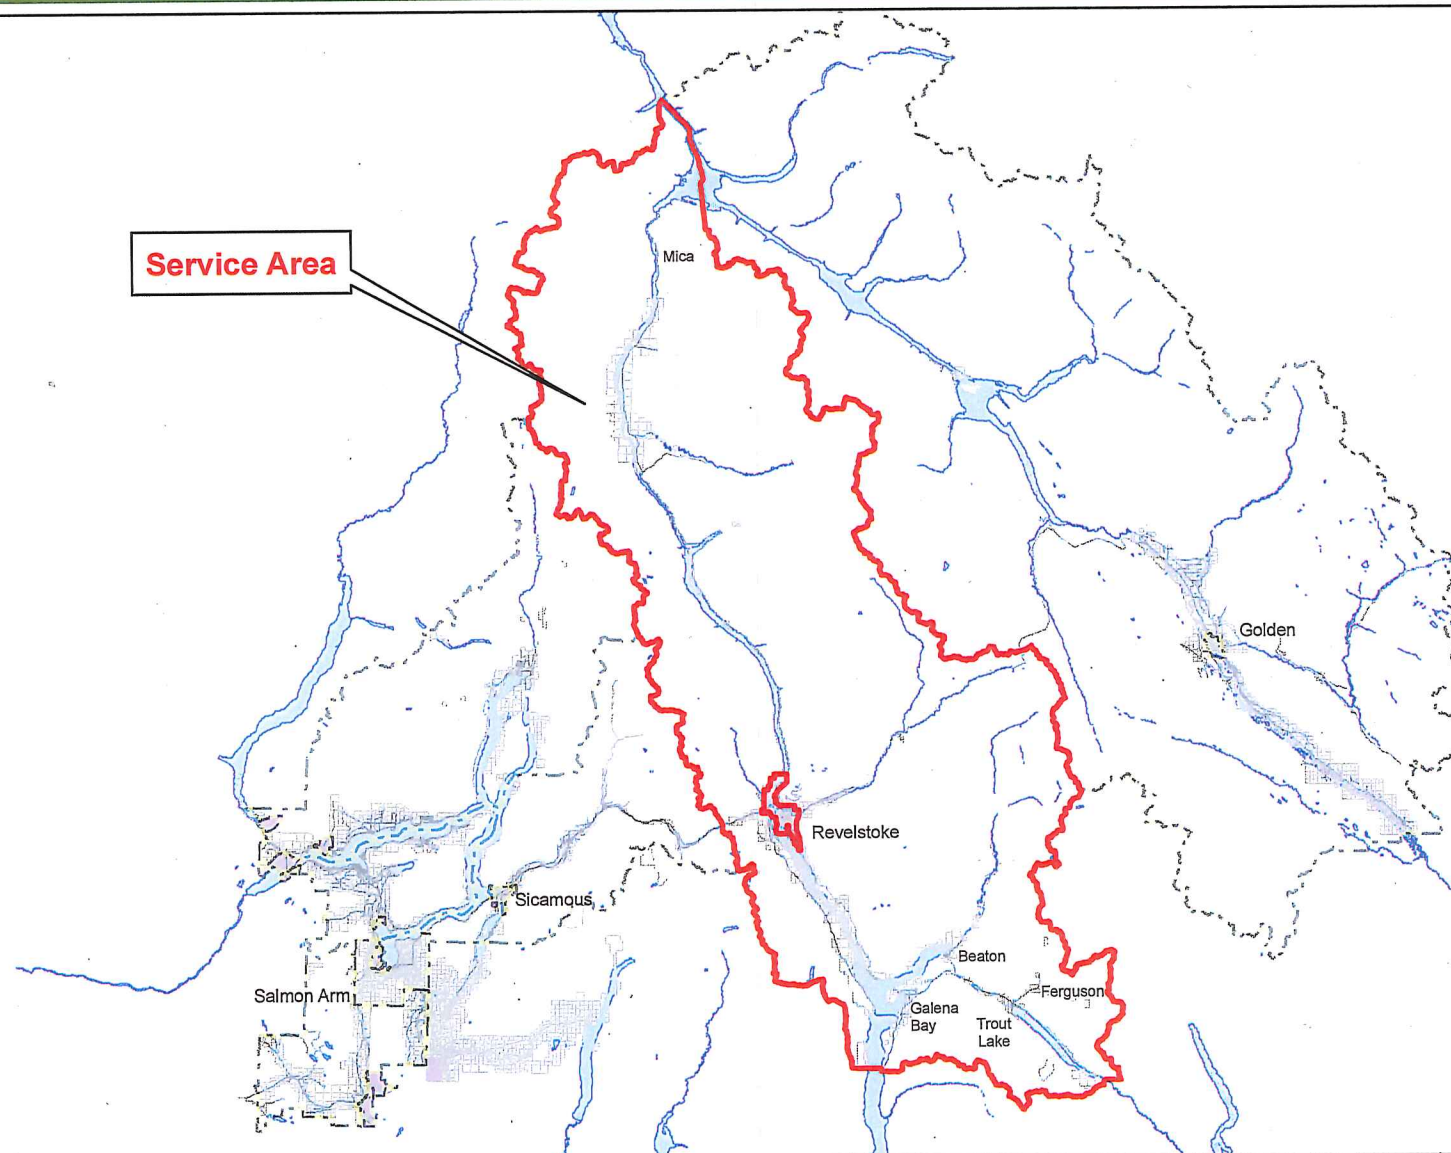 Service Area
Mica
Golden
Revelstoke
Sicamous
Beaton
Salmon Arm
Ferguson
Galena
Bay
Trout
Lake